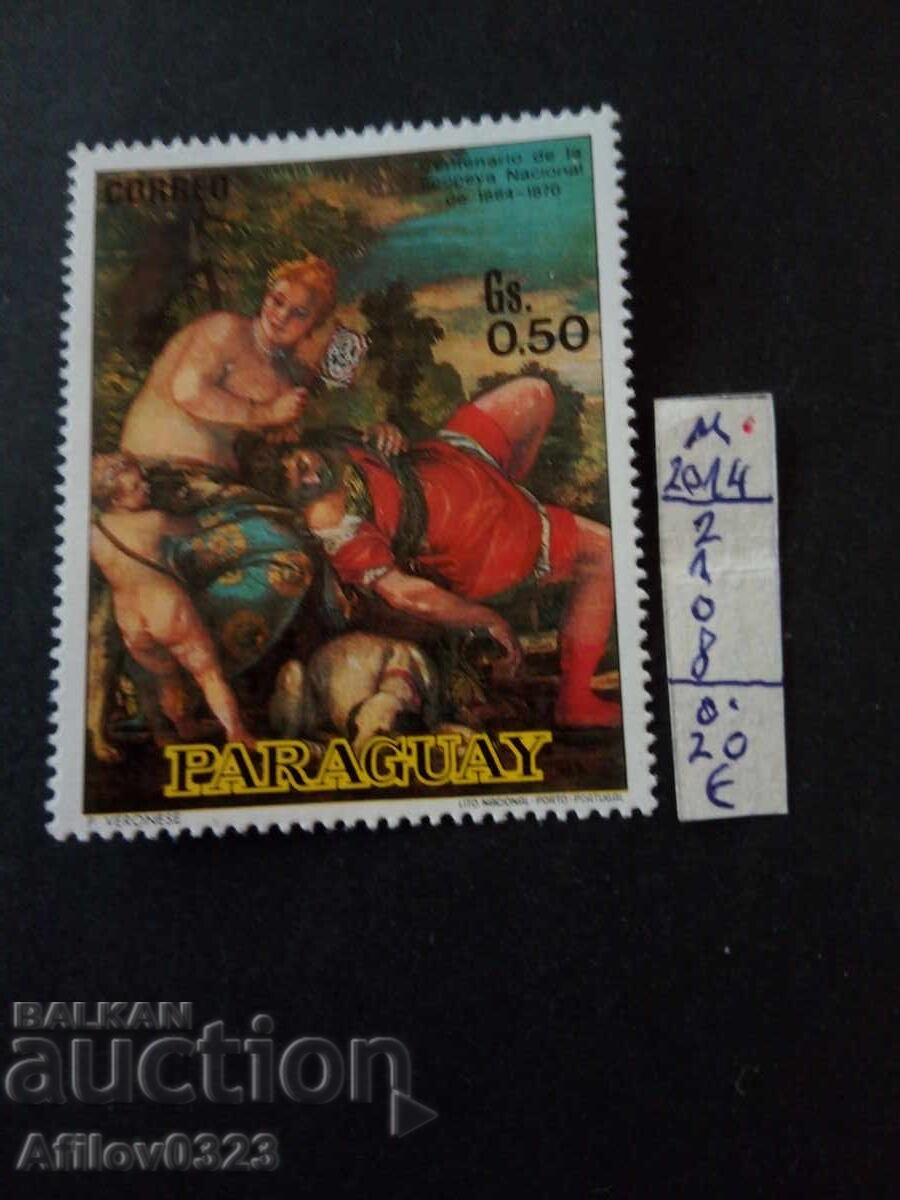 CORREO
Centenario de la
Epopeya Nacional
de 1864-1870
Gs.
0.50
PARAGUAY
P. VERONESE
LITO NACIONAL-PORTO-PORTUGAL
M.
2014
2
1
0
8
0.
20
€
BALKAN
auction
Afilov0323